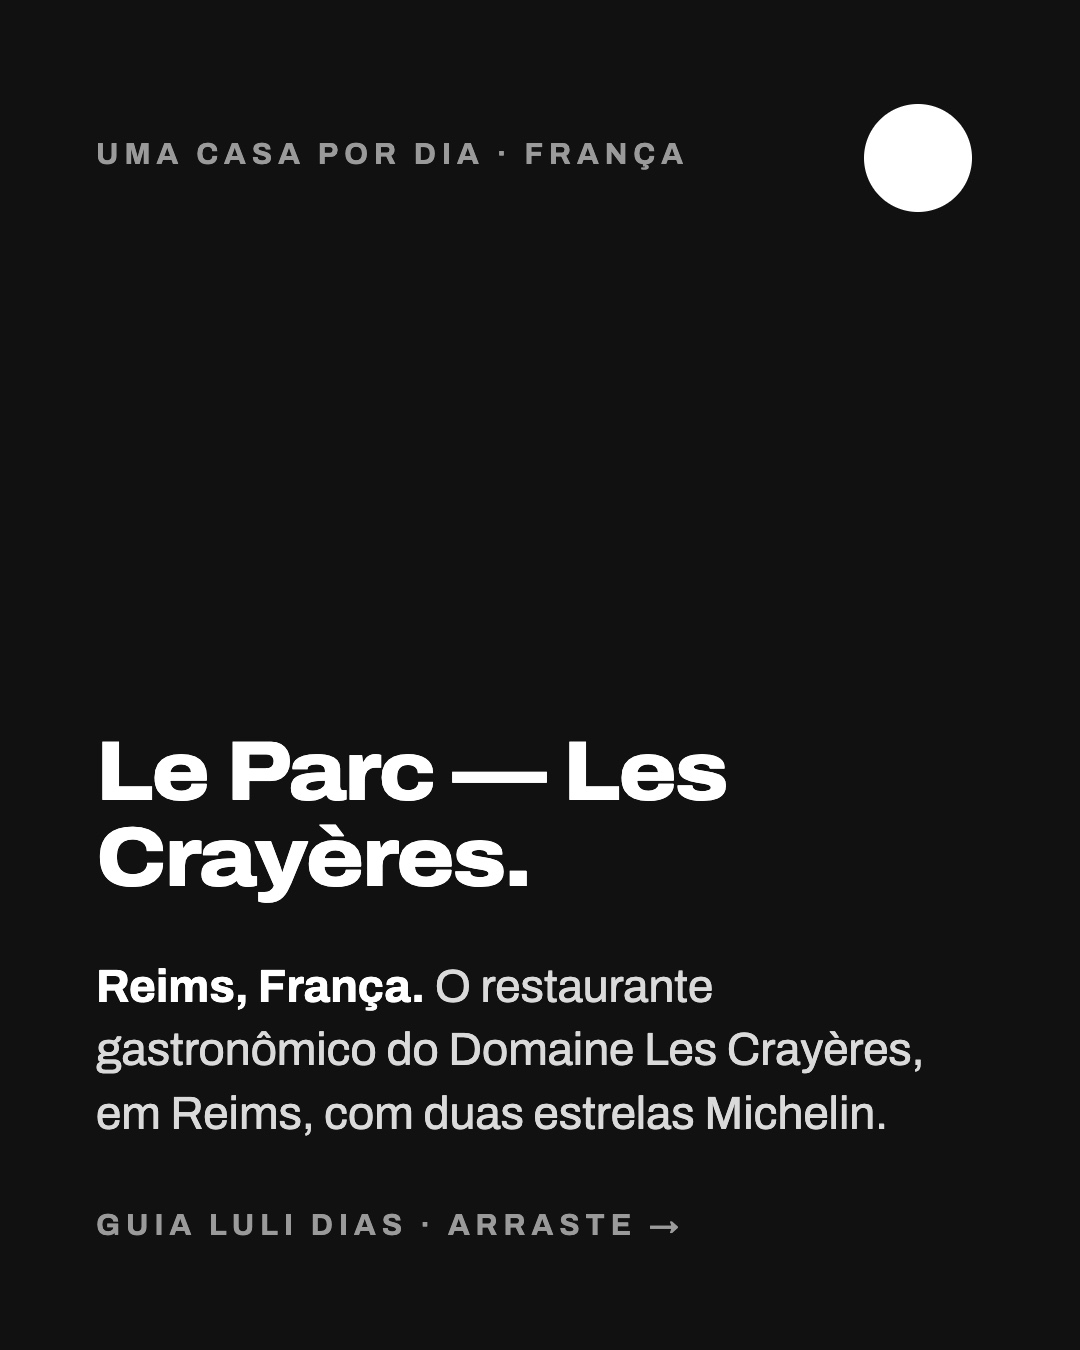 UMA CASA POR DIA · FRANÇA
Le Parc — Les
Crayères.
Reims, França. O restaurante
gastronômico do Domaine Les Crayères,
em Reims, com duas estrelas Michelin.
GUIA LULI DIAS · ARRASTE →